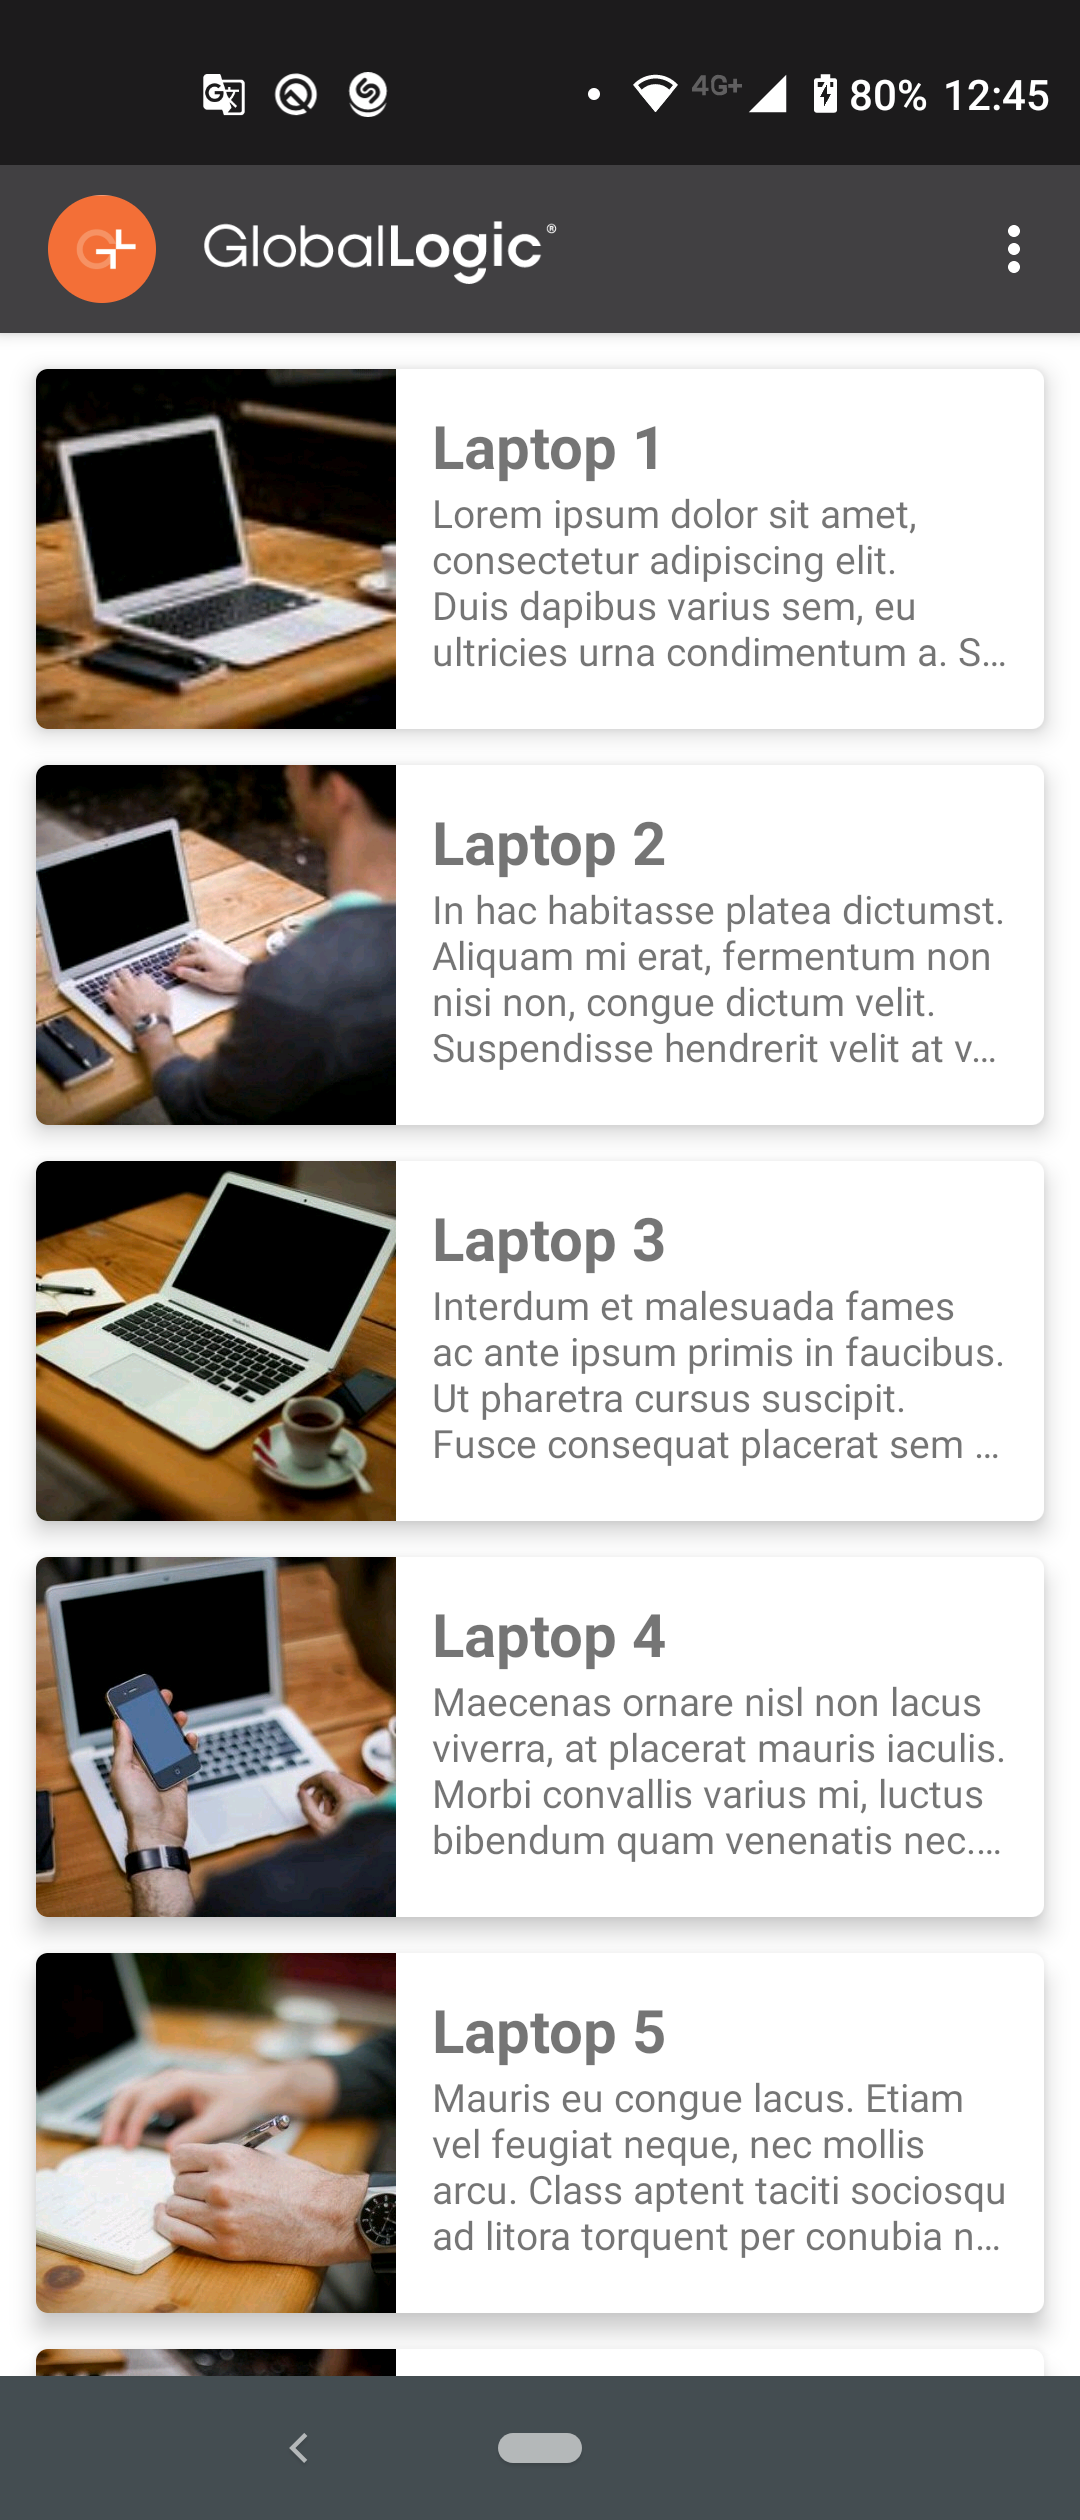 4G+ 80% 12:45
G+ GlobalLogic®
Laptop 1
Lorem ipsum dolor sit amet,
consectetur adipiscing elit.
Duis dapibus varius sem, eu
ultricies urna condimentum a. S...
Laptop 2
In hac habitasse platea dictumst.
Aliquam mi erat, fermentum non
nisi non, congue dictum velit.
Suspendisse hendrerit velit at v...
Laptop 3
Interdum et malesuada fames
ac ante ipsum primis in faucibus.
Ut pharetra cursus suscipit.
Fusce consequat placerat sem ...
Laptop 4
Maecenas ornare nisl non lacus
viverra, at placerat mauris iaculis.
Morbi convallis varius mi, luctus
bibendum quam venenatis nec....
Laptop 5
Mauris eu congue lacus. Etiam
vel feugiat neque, nec mollis
arcu. Class aptent taciti sociosqu
ad litora torquent per conubia n...